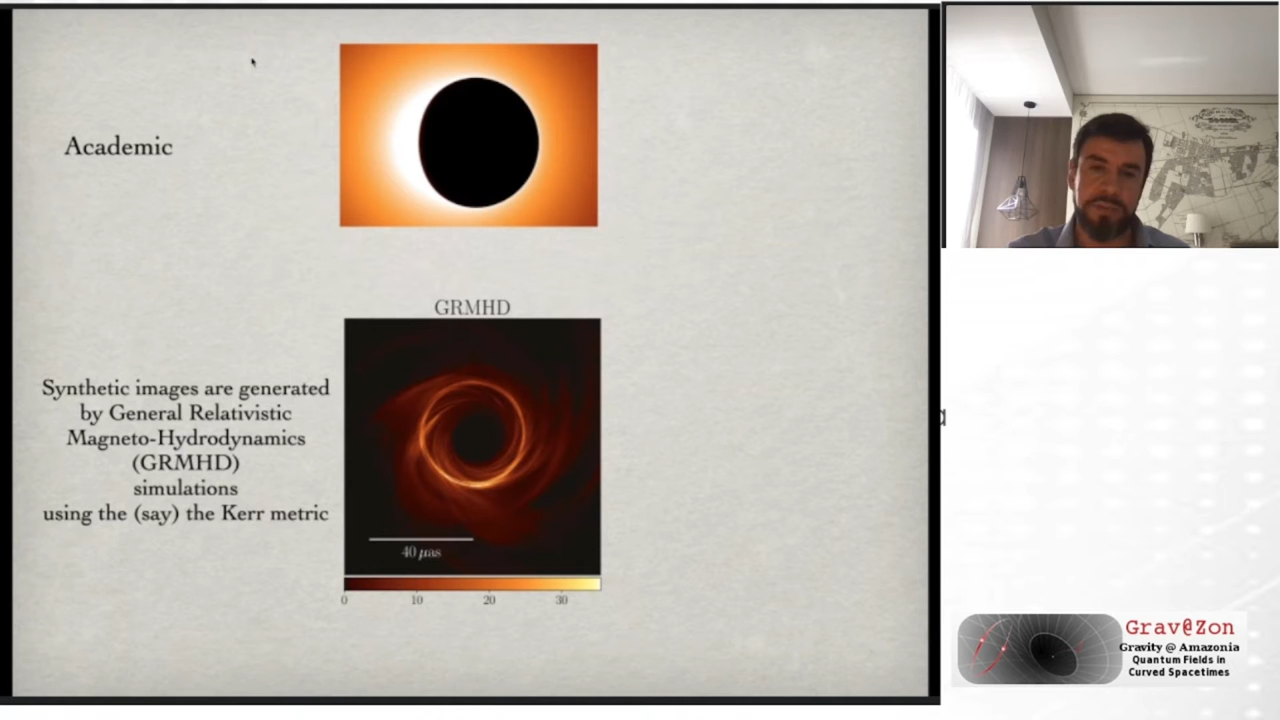 Academic
GRMHD
Synthetic images are generated
by General Relativistic
Magneto-Hydrodynamics
(GRMHD)
simulations
using the (say) the Kerr metric
40 μas
0 10 20 30
Grav@Zon
Gravity @ Amazonia
Quantum Fields in
Curved Spacetimes